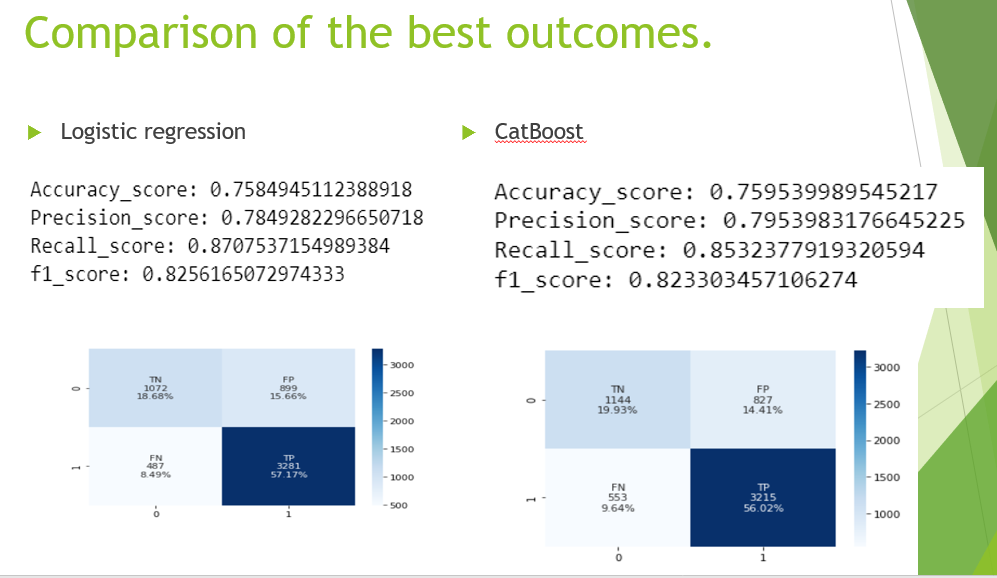 Comparison of the best outcomes.
Logistic regression
Accuracy_score: 0.7584945112388918
Precision_score: 0.7849282296650718
Recall_score: 0.8707537154989384
f1_score: 0.8256165072974333
TN
1072
18.68%
FP
899
15.66%
FN
487
8.49%
TP
3281
57.17%
0
1
0
1
3000
2500
2000
1500
1000
500
CatBoost
Accuracy_score: 0.759539989545217
Precision_score: 0.7953983176645225
Recall_score: 0.8532377919320594
f1_score: 0.823303457106274
TN
1144
19.93%
FP
827
14.41%
FN
553
9.64%
TP
3215
56.02%
0
1
0
1
3000
2500
2000
1500
1000